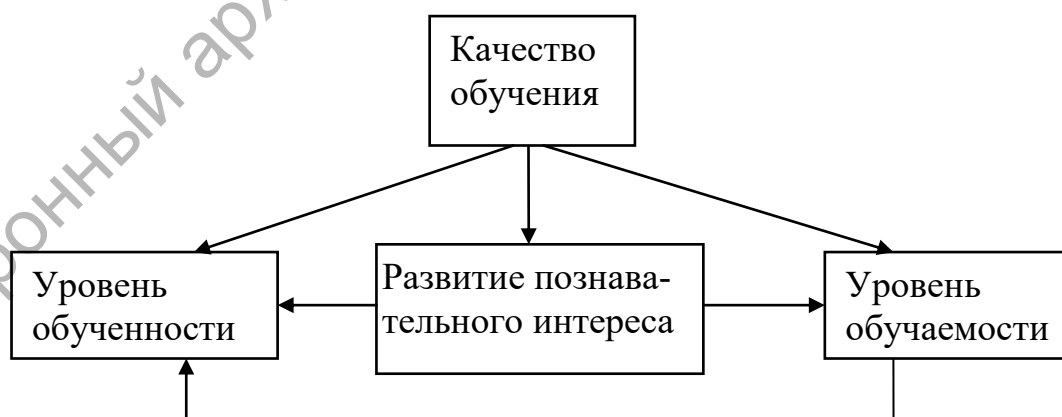 Качество
обучения
Уровень
обученности
Развитие познава-
тельного интереса
Уровень
обучаемости